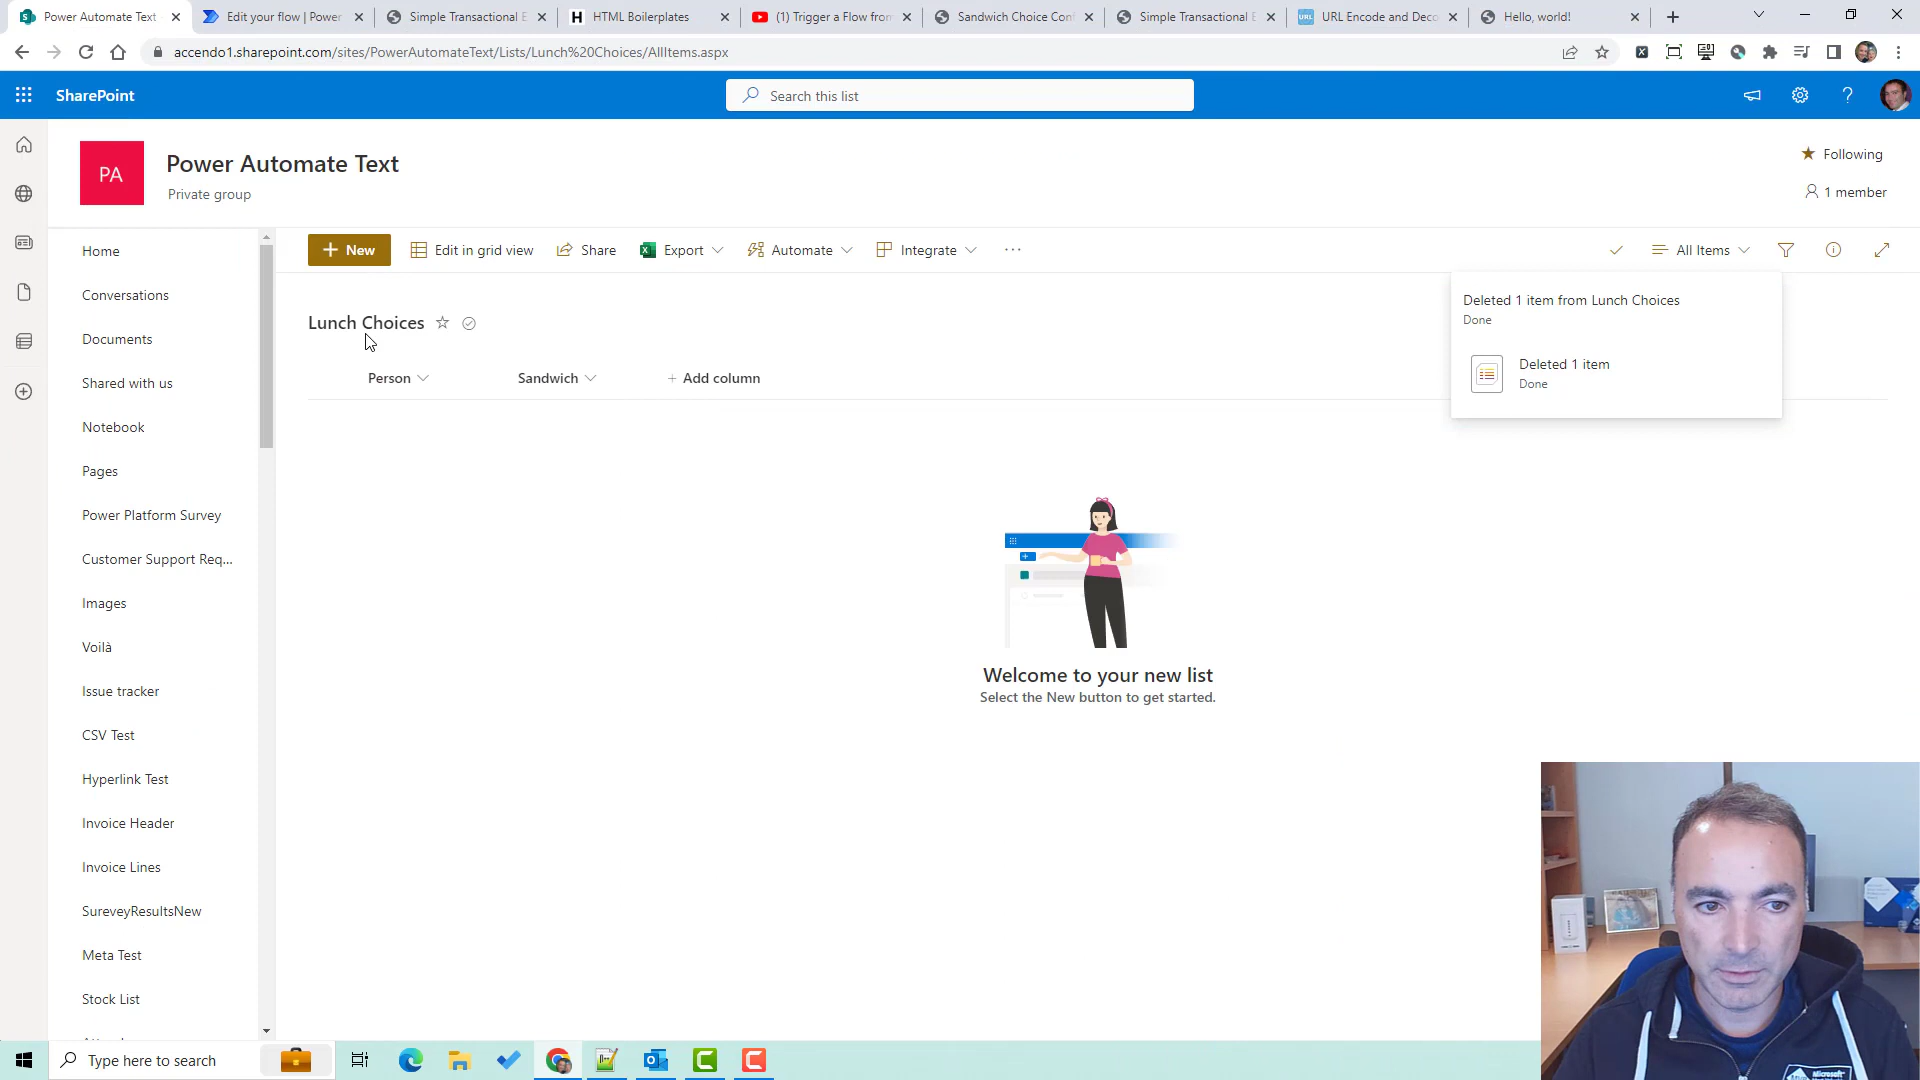 Power Automate Text
Edit your flow | Power
Simple Transactional E
HTML Boilerplates
(1) Trigger a Flow from
Sandwich Choice Con
Simple Transactional E
URL Encode and Deco
Hello, world!
accendo1.sharepoint.com/sites/PowerAutomateText/Lists/Lunch%20Choices/AllItems.aspx
SharePoint
Search this list
PA
Power Automate Text
Private group
Following
1 member
Home
Conversations
Documents
Shared with us
Notebook
Pages
Power Platform Survey
Customer Support Req...
Images
Voilà
Issue tracker
CSV Test
Hyperlink Test
Invoice Header
Invoice Lines
SureveyResultsNew
Meta Test
Stock List
+ New
Edit in grid view
Share
Export
Automate
Integrate
...
All Items
Deleted 1 item from Lunch Choices
Done
Deleted 1 item
Done
Lunch Choices
Person
Sandwich
+ Add column
Welcome to your new list
Select the New button to get started.
Type here to search
Microsoft